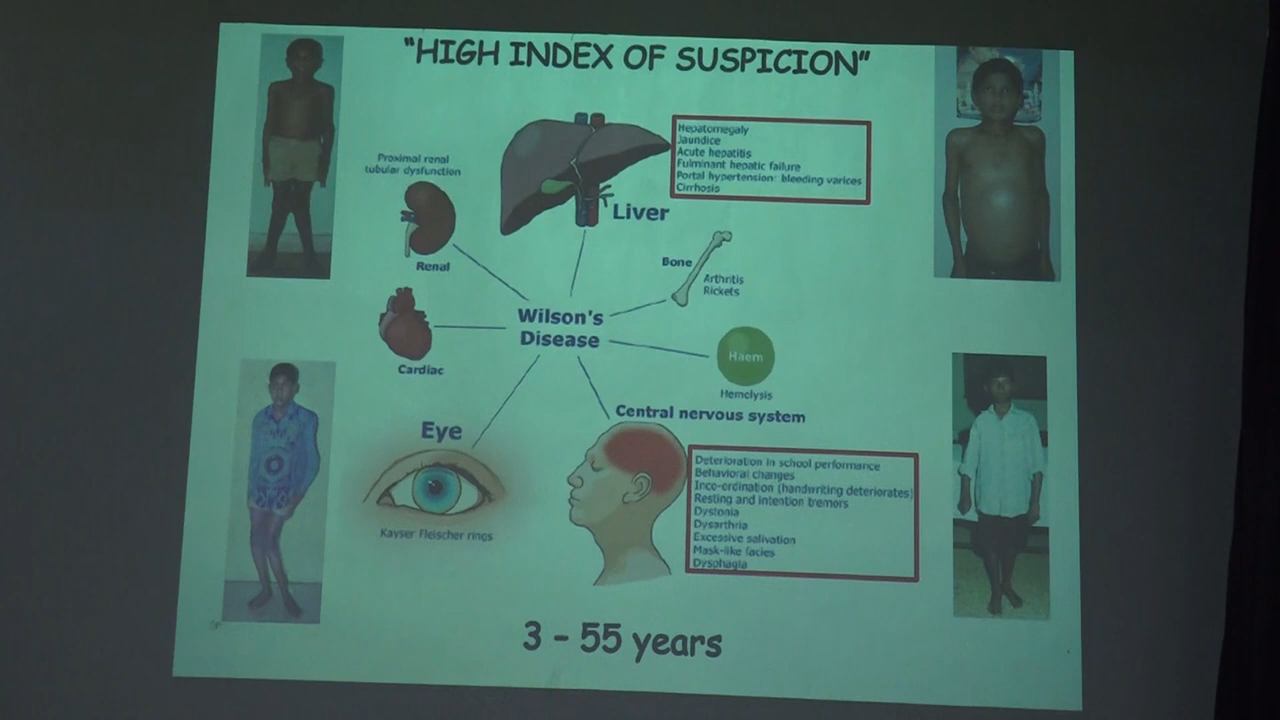 "HIGH INDEX OF SUSPICION"
Hepatomegaly
Jaundice
Acute hepatitis
Fulminant hepatic failure
Portal hypertension: bleeding varices
Cirrhosis
Proximal renal
tubular dysfunction
Liver
Renal
Bone
Arthritis
Rickets
Wilson's
Disease
Cardiac
Haem
Hemolysis
Central nervous system
Eye
Kayser Fleischer rings
Deterioration in school performance
Behavioral changes
Inco-ordination (handwriting deteriorates)
Resting and intention tremors
Dystonia
Dysarthria
Excessive salivation
Mask-like facies
Dysphagia
3 - 55 years